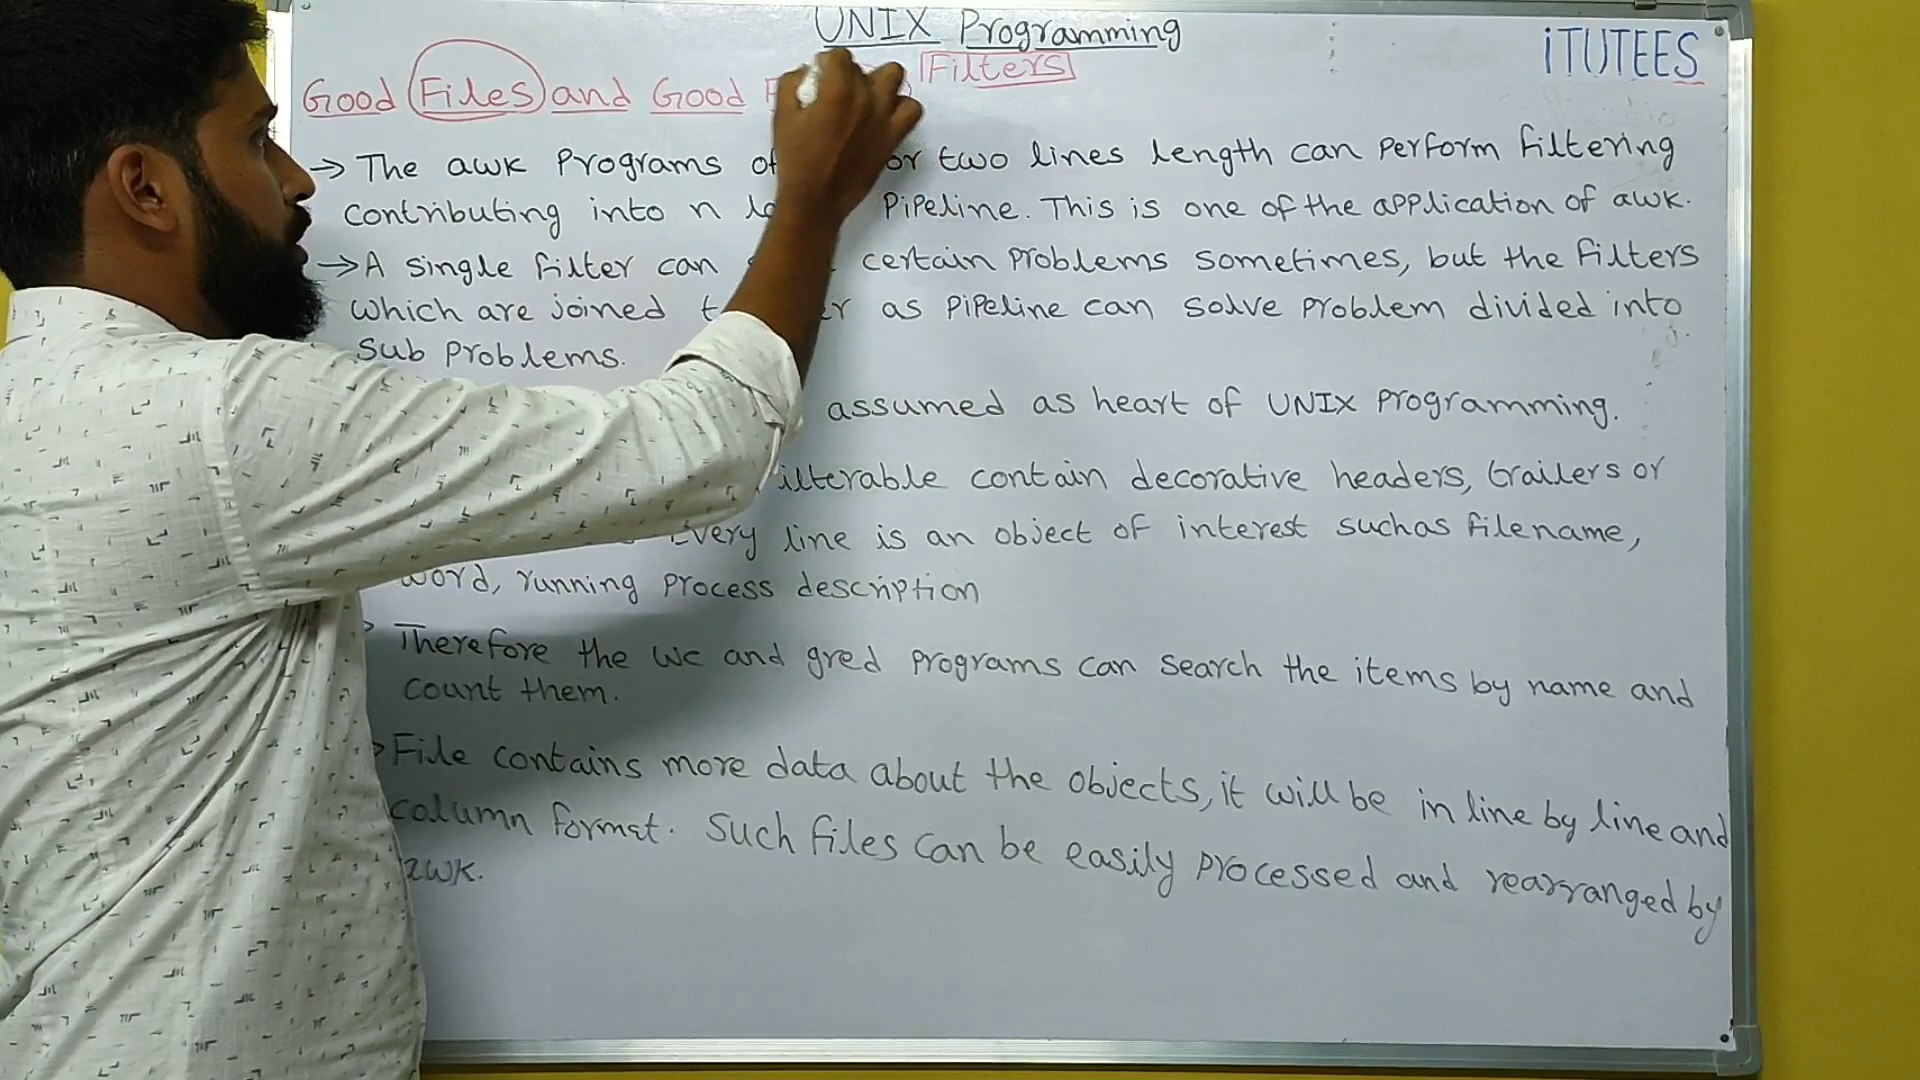 UNIX Programming
iTUTEES
Filters
Good Files and Good
→ The awk Programs of or two lines length can perform filtering
contributing into n Pipeline. This is one of the application of awk.
→ A single filter can certain problems sometimes, but the filters
which are joined as pipeline can solve problem divided into
sub problems.
assumed as heart of UNIX programming.
contain decorative headers, trailers or
Every line is an object of interest suchas filename,
word, running process description
Therefore the wc and gred programs can search the items by name and
count them.
File contains more data about the objects, it will be in line by line and
column format. Such files can be easily processed and rearranged by
awk.